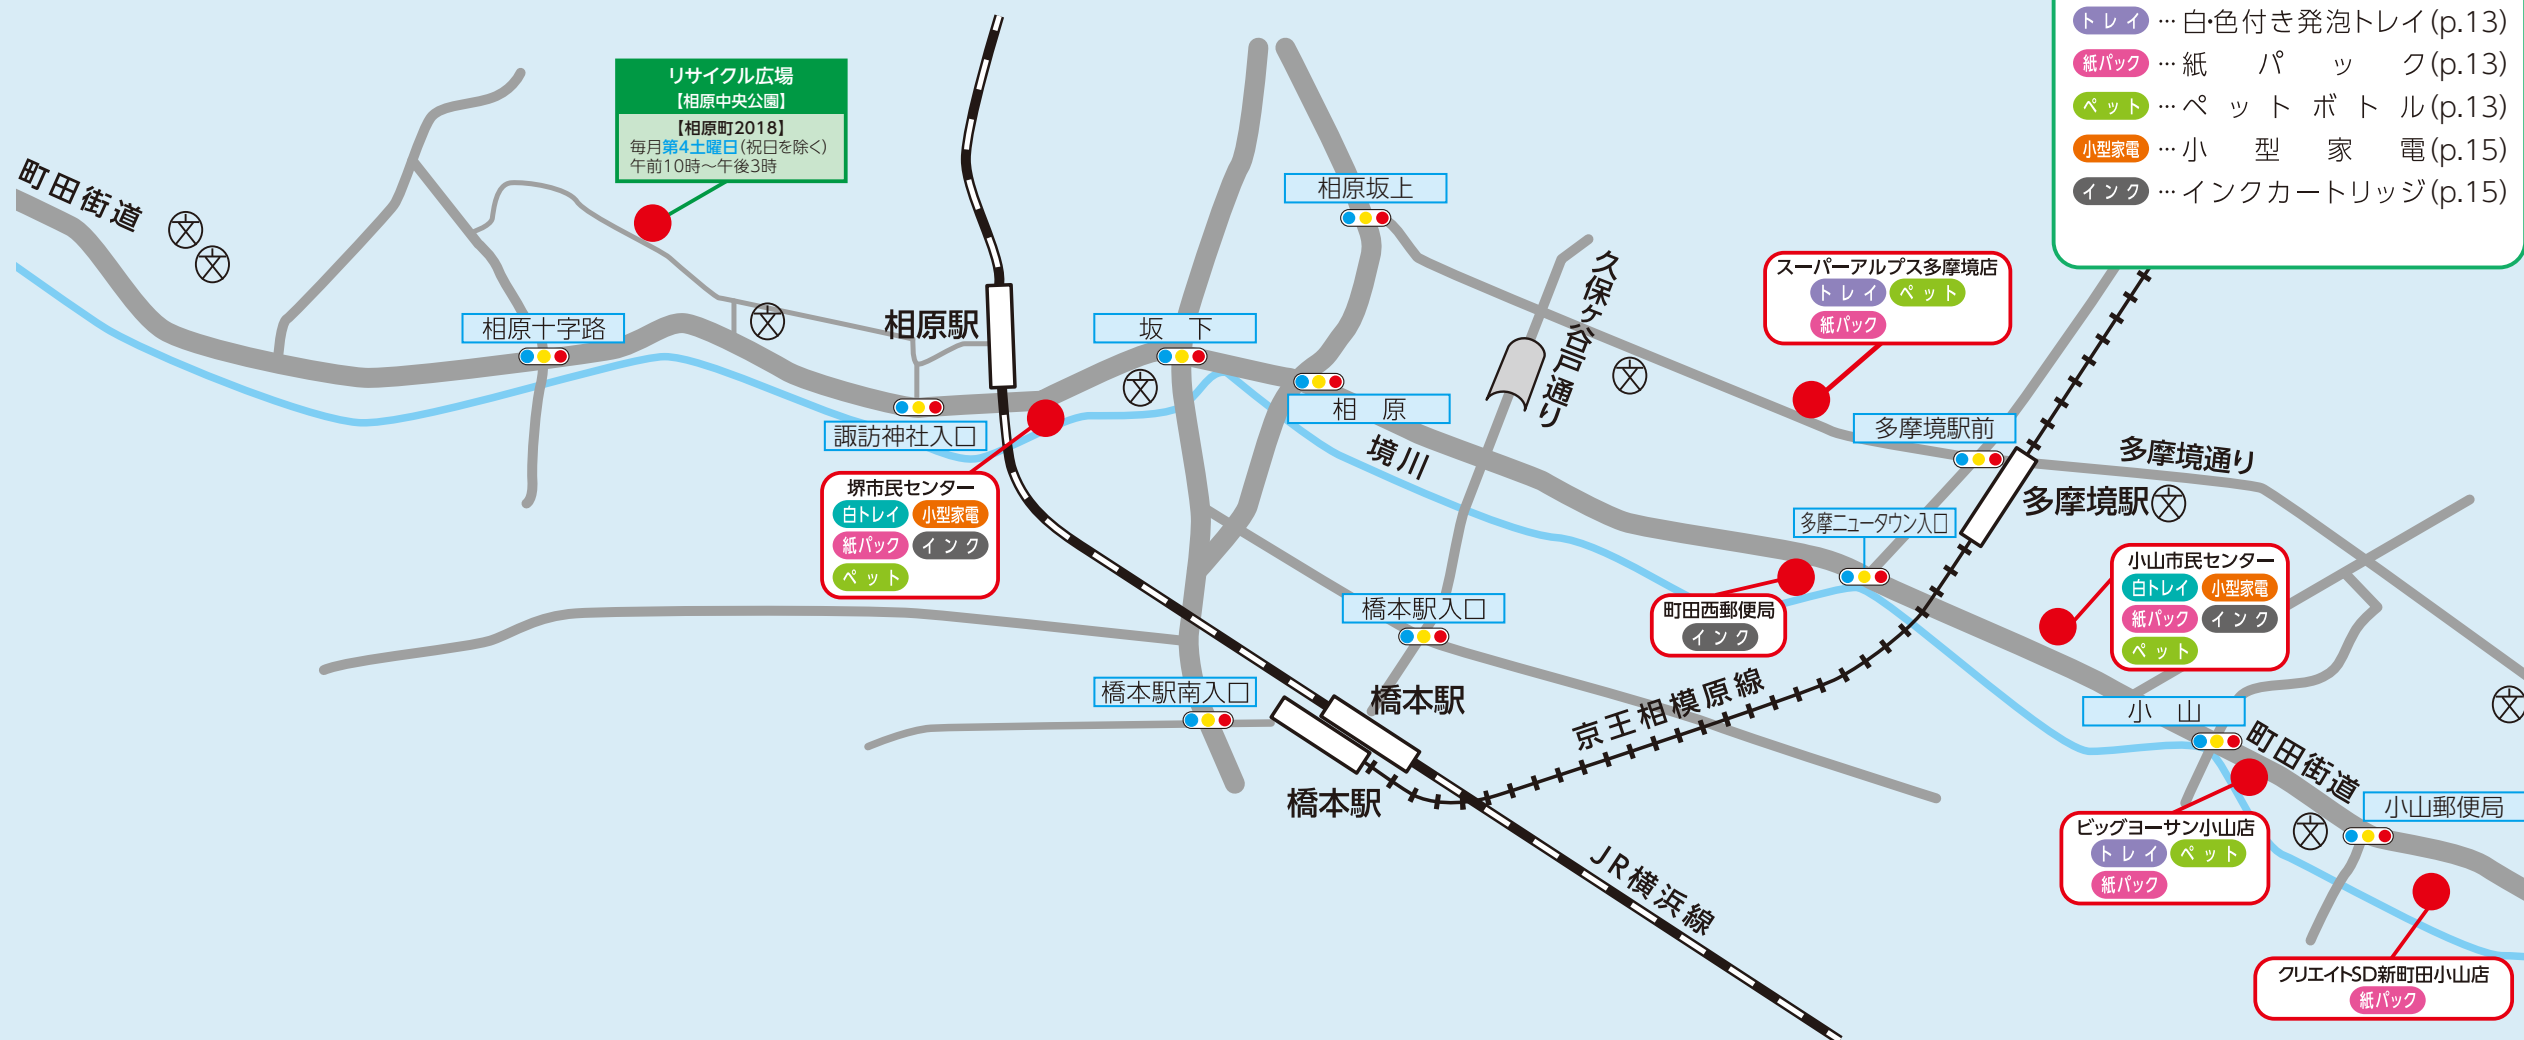 トレイ…白・色付き発泡トレイ(p.13)
紙パック…紙パック(p.13)
ペット…ペットボトル(p.13)
小型家電…小型家電(p.15)
インク…インクカートリッジ(p.15)
リサイクル広場
【相原中央公園】
【相原町2018】
毎月第4土曜日(祝日を除く)
午前10時〜午後3時
町田街道
文
文
相原坂上
久保ヶ谷戸通り
スーパーアルプス多摩境店
トレイ ペット
紙パック
相原十字路
文
相原駅
坂下
文
相原
文
諏訪神社入口
境川
多摩境駅前
多摩境通り
多摩境駅
文
堺市民センター
白トレイ 小型家電
紙パック インク
ペット
多摩ニュータウン入口
町田西郵便局
インク
小山市民センター
白トレイ 小型家電
紙パック インク
ペット
橋本駅入口
橋本駅南入口
橋本駅
橋本駅
京王相模原線
小山
文
町田街道
小山郵便局
文
ビッグヨーサン小山店
トレイ ペット
紙パック
JR横浜線
クリエイトSD新町田小山店
紙パック